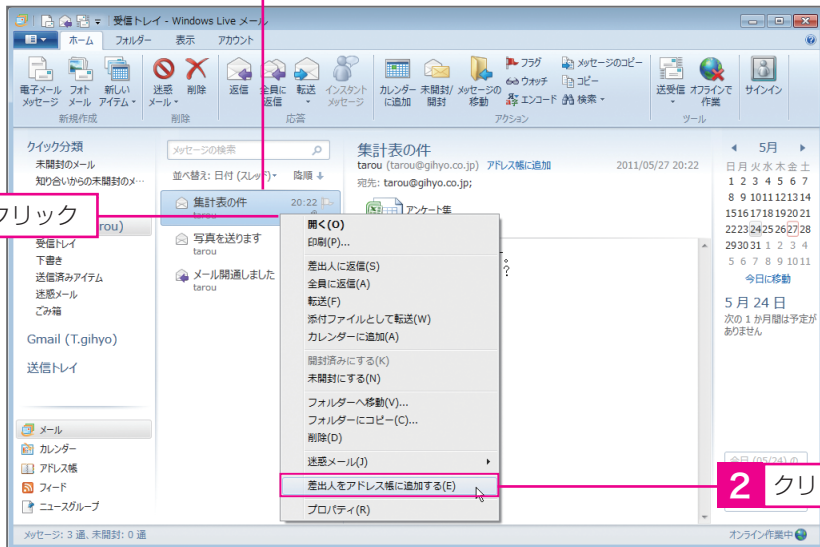 受信トレイ - Windows Live メール
ホーム フォルダー 表示 アカウント
電子メール メッセージ
フォト メール
新しい アイテム
迷惑 メール
削除
返信
全員に 返信
転送
インスタント メッセージ
カレンダー に追加
未開封/ 開封
メッセージの 移動
フラグ
ウォッチ
エンコード
メッセージのコピー
コピー
検索
送受信
オフラインで 作業
サインイン
新規作成 削除 応答 アクション ツール
クイック分類
未開封のメール
知り合いからの未開封のメ…
rou)
受信トレイ
下書き
送信済みアイテム
迷惑メール
ごみ箱
Gmail (T.gihyo)
送信トレイ
メール
カレンダー
アドレス帳
フィード
ニュースグループ
クリック
メッセージの検索
並べ替え: 日付 (スレッド) 降順
集計表の件 20:22
tarou
写真を送ります
tarou
メール開通しました
tarou
集計表の件
tarou (tarou@gihyo.co.jp) アドレス帳に追加 2011/05/27 20:22
宛先: tarou@gihyo.co.jp;
アンケート集
。
?
開く(O)
印刷(P)...
差出人に返信(S)
全員に返信(A)
転送(F)
添付ファイルとして転送(W)
カレンダーに追加(A)
開封済みにする(K)
未開封にする(N)
フォルダーへ移動(V)...
フォルダーにコピー(C)...
削除(D)
迷惑メール(J)
差出人をアドレス帳に追加する(E)
プロパティ(R)
2 クリ
5月
日 月 火 水 木 金 土
1 2 3 4 5 6 7
8 9 10 11 12 13 14
15 16 17 18 19 20 21
22 23 24 25 26 27 28
29 30 31 1 2 3 4
5 6 7 8 9 10 11
今日に移動
5 月 24 日
次の 1 か月間は予定が
ありません
今日 (05/24) の
メッセージ: 3 通、未開封: 0 通
オンライン作業中